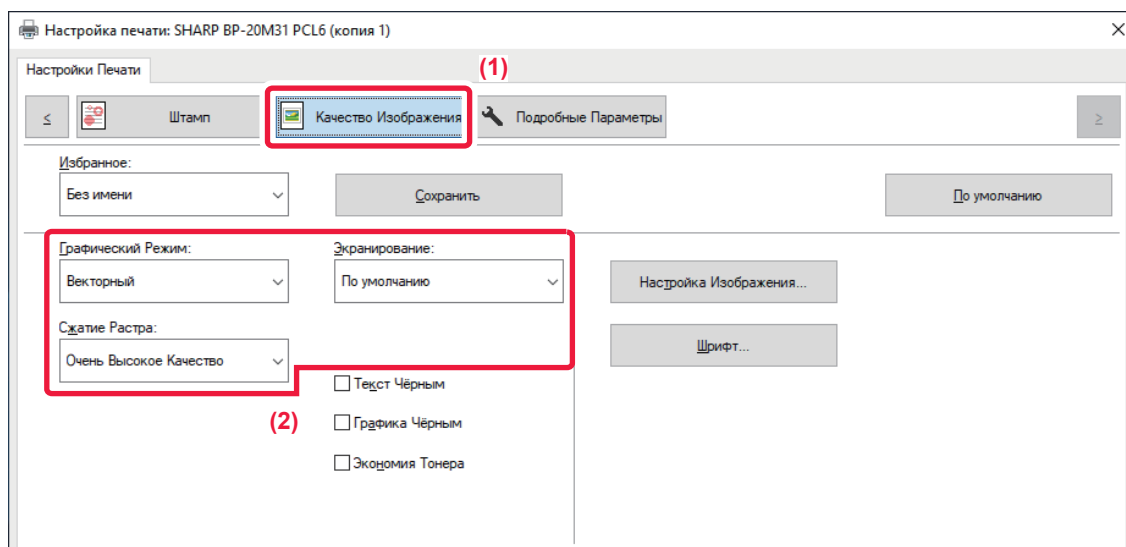 Настройка печати: SHARP BP-20M31 PCL6 (копия 1)
Настройки Печати
(1)
≤ Штамп Качество Изображения Подробные Параметры ≥
Избранное:
Без имени Сохранить По умолчанию
Графический Режим: Экранирование:
Векторный По умолчанию Настройка Изображения...
Сжатие Растра:
Очень Высокое Качество Шрифт...
Текст Чёрным
(2) Графика Чёрным
Экономия Тонера